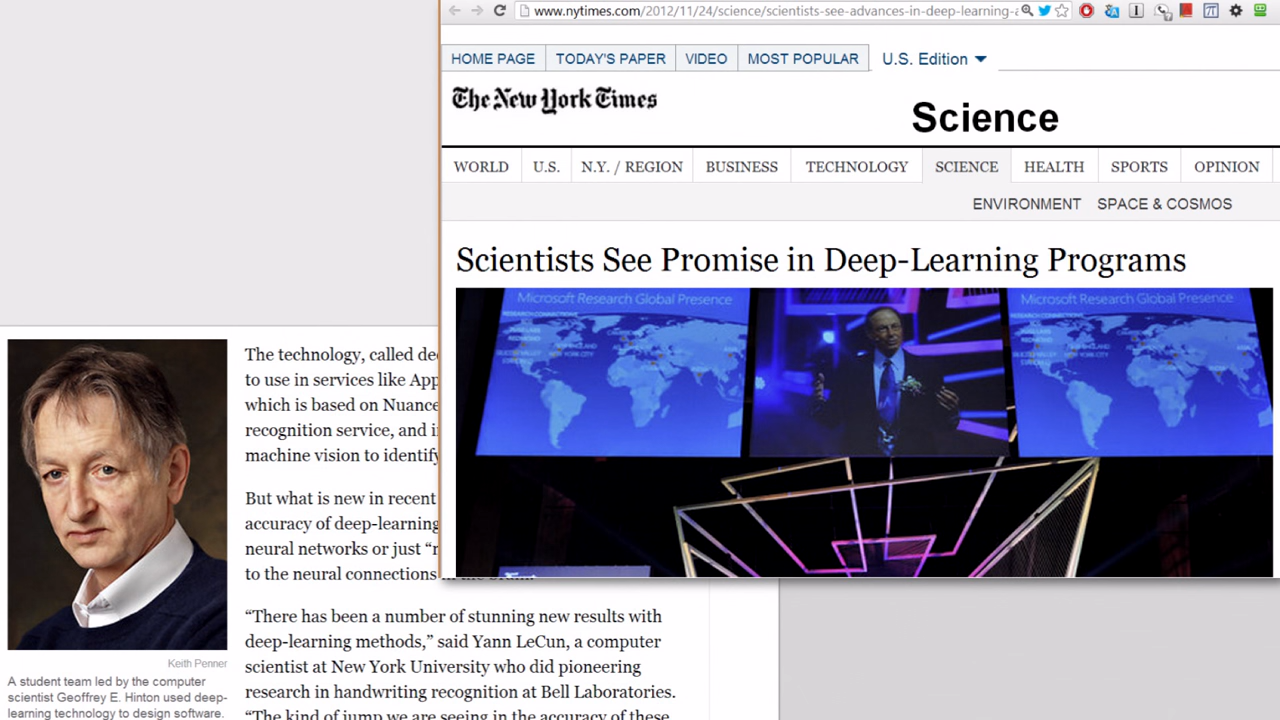 www.nytimes.com/2012/11/24/science/scientists-see-advances-in-deep-learning-
HOME PAGE TODAY'S PAPER VIDEO MOST POPULAR U.S. Edition
The New York Times
Science
WORLD U.S. N.Y. / REGION BUSINESS TECHNOLOGY SCIENCE HEALTH SPORTS OPINION
ENVIRONMENT SPACE & COSMOS
Scientists See Promise in Deep-Learning Programs
Microsoft Research Global Presence
Microsoft Research Global Presence
RESEARCH CONNECTIONS
The technology, called
to use in services like App
which is based on Nuance
recognition service, and
machine vision to identify
But what is new in recent
accuracy of deep-learning
neural networks or just
to the neural connections
“There has been a number of stunning new results with
deep-learning methods,” said Yann LeCun, a computer
scientist at New York University who did pioneering
research in handwriting recognition at Bell Laboratories.
“The kind of jump we are seeing in the accuracy of these
Keith Penner
A student team led by the computer
scientist Geoffrey E. Hinton used deep-
learning technology to design software.